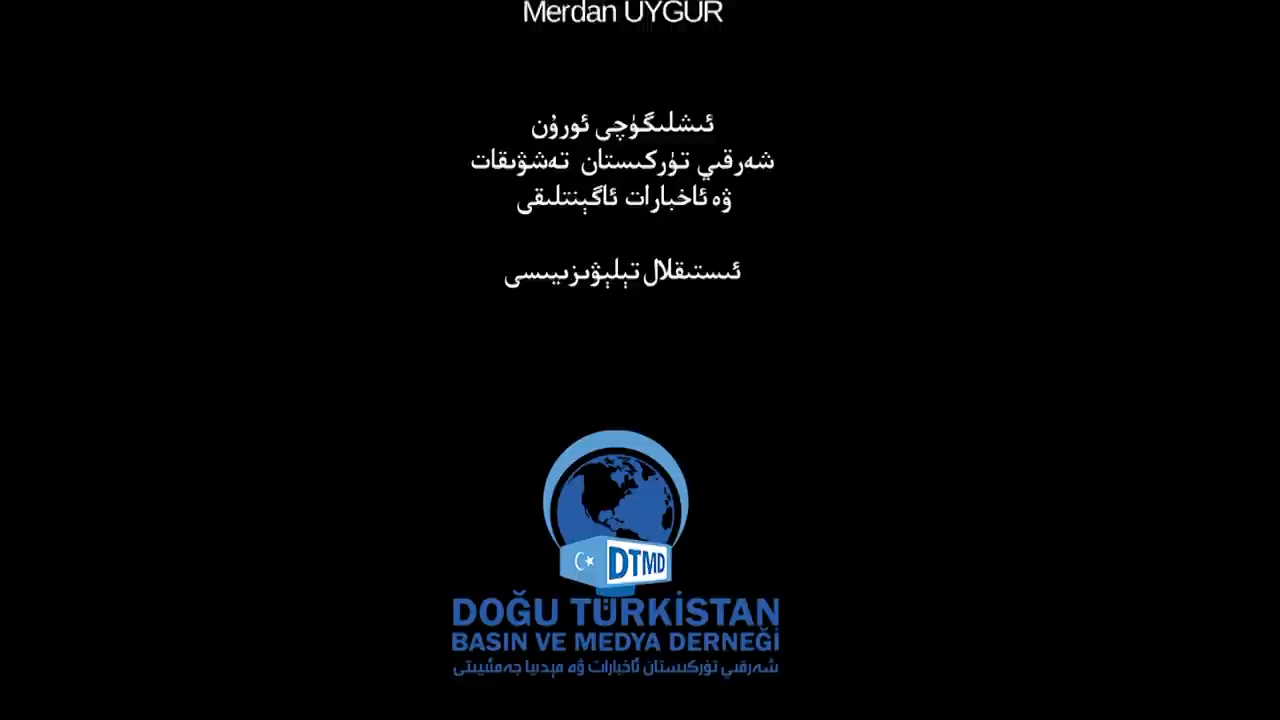 Merdan UYGUR
ئىشلىگۈچى ئورۇن
شەرقىي تۈركىستان تەشۋىقات
ۋە ئاخبارات ئاگېنتلىقى
ئىستىقلال تېلېۋىزىيىسى
DTMD
DOĞU TÜRKİSTAN
BASIN VE MEDYA DERNEĞİ
شەرقىي تۈركىستان ئاخبارات ۋە مېدىيا جەمئىيىتى